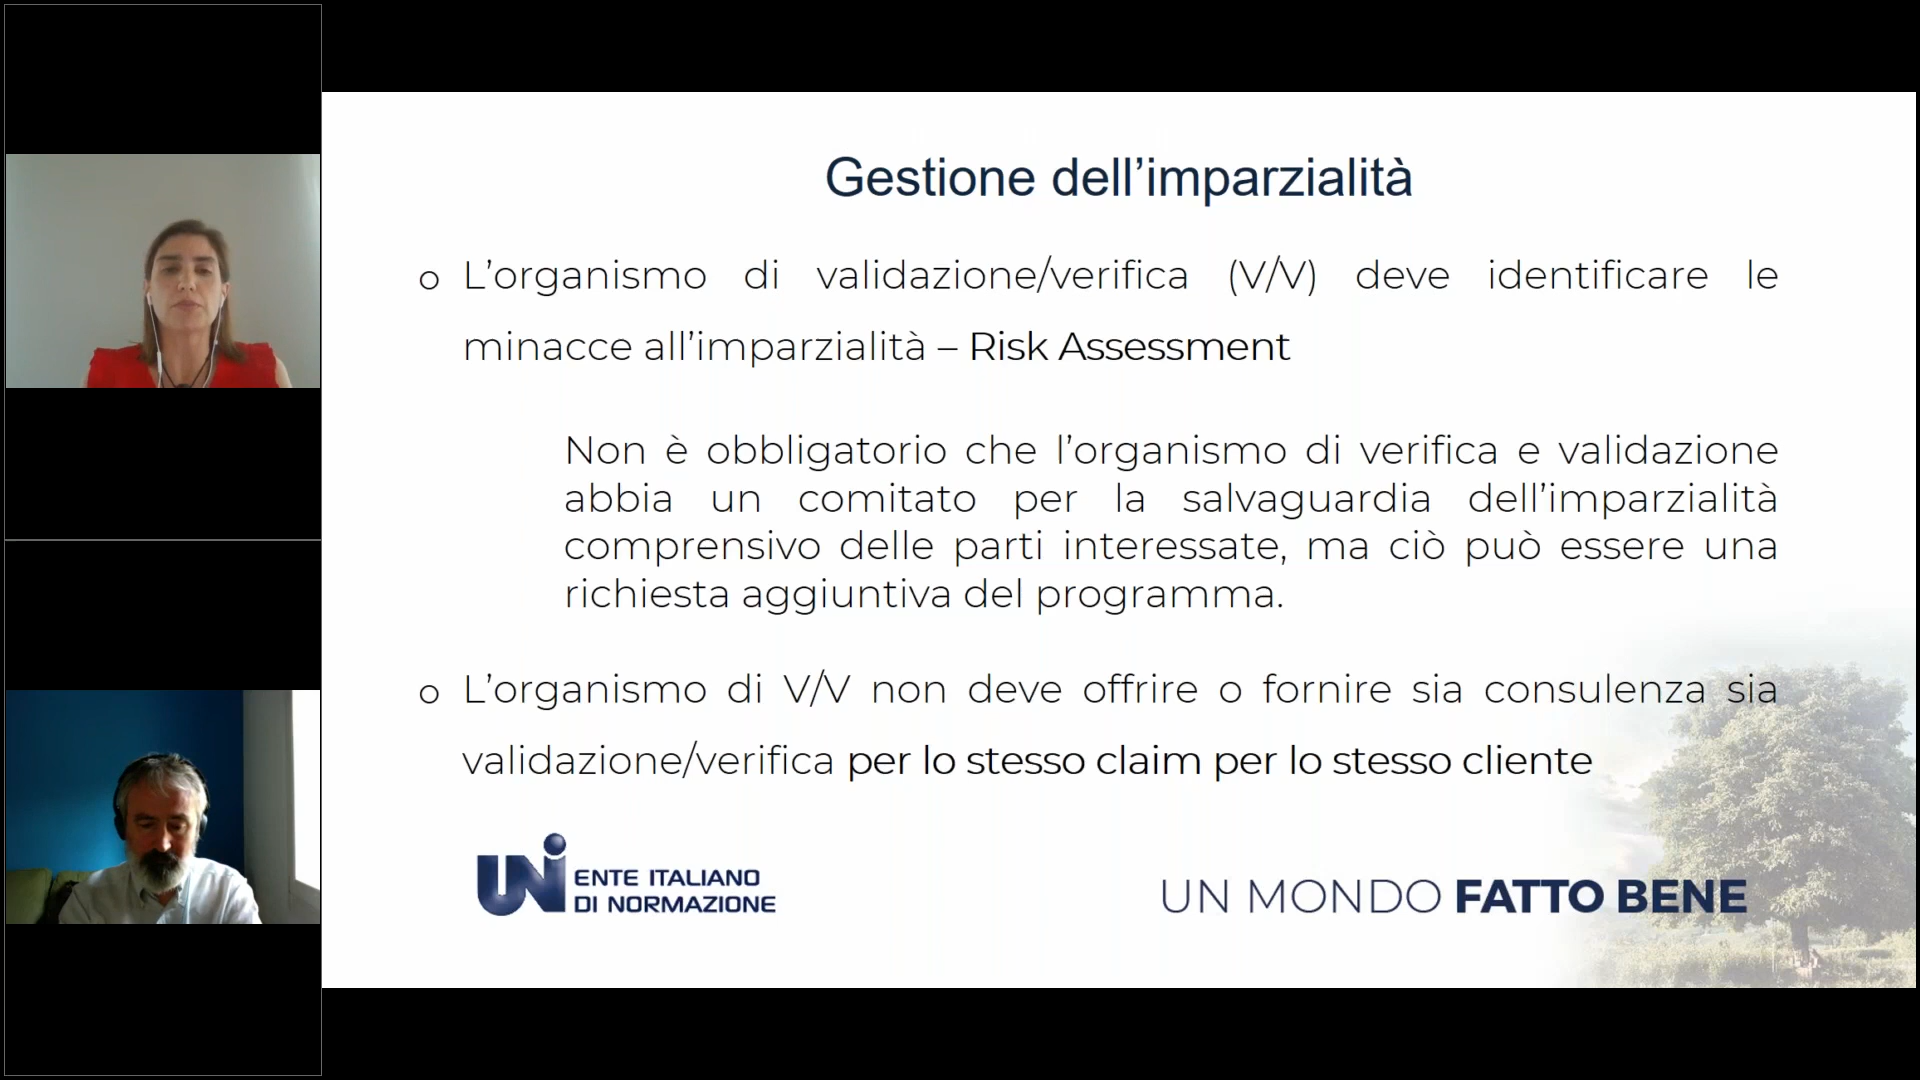 Gestione dell’imparzialità
o L’organismo di validazione/verifica (V/V) deve identificare le
minacce all’imparzialità – Risk Assessment
Non è obbligatorio che l’organismo di verifica e validazione
abbia un comitato per la salvaguardia dell’imparzialità
comprensivo delle parti interessate, ma ciò può essere una
richiesta aggiuntiva del programma.
o L’organismo di V/V non deve offrire o fornire sia consulenza sia
validazione/verifica per lo stesso claim per lo stesso cliente
UNI ENTE ITALIANO
DI NORMAZIONE
UN MONDO FATTO BENE